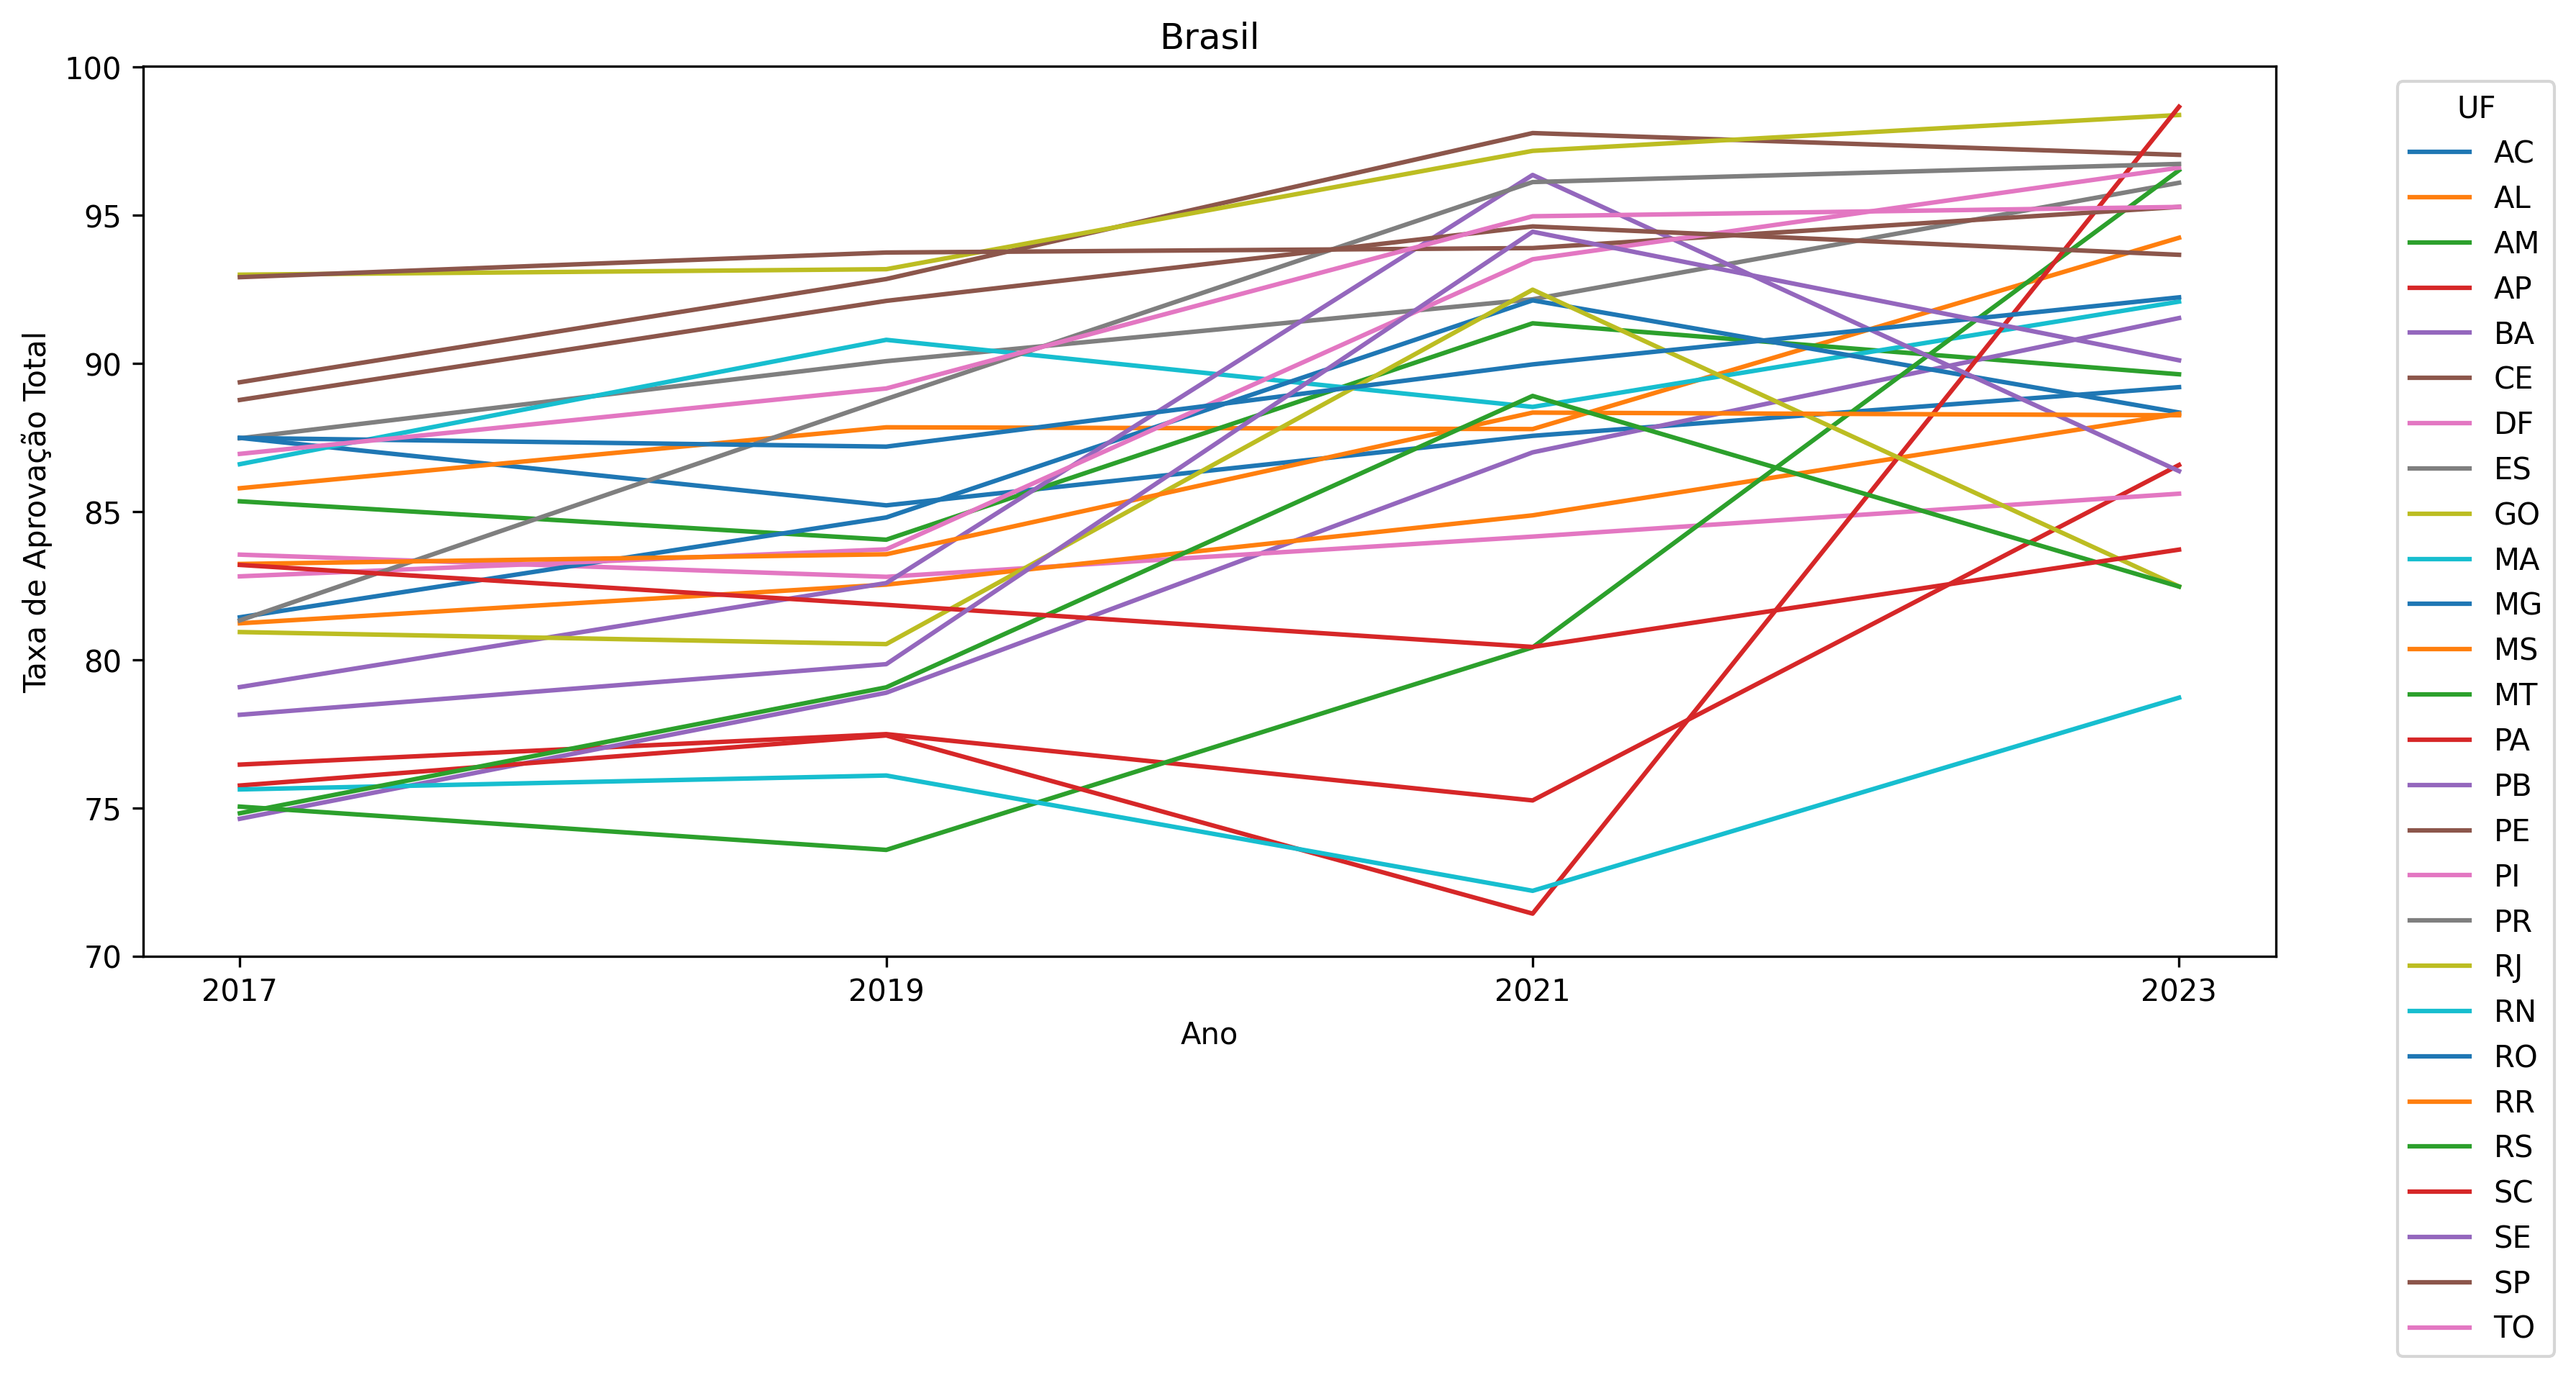 Brasil
Taxa de Aprovação Total
100
95
90
85
80
75
70
2017
2019
2021
2023
Ano
UF
AC
AL
AM
AP
BA
CE
DF
ES
GO
MA
MG
MS
MT
PA
PB
PE
PI
PR
RJ
RN
RO
RR
RS
SC
SE
SP
TO